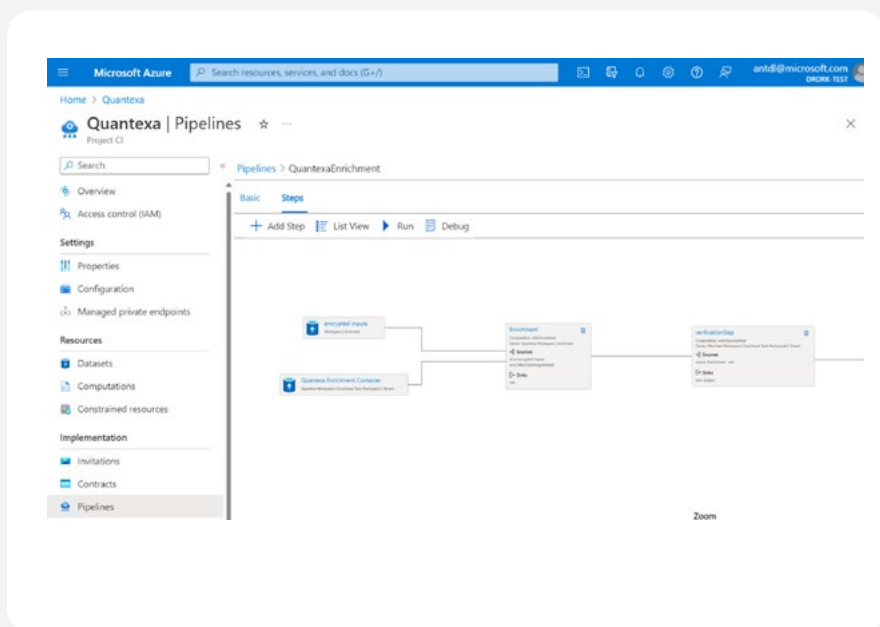 Microsoft Azure
Search resources, services, and docs (G+/)
antdl@microsoft.com
DRORK-TEST
Home > Quantexa
Quantexa | Pipelines
Project CI
Search
Pipelines > QuantexaEnrichment
Overview
Basic Steps
Access control (IAM)
Add Step List View Run Debug
Settings
Properties
Configuration
Managed private endpoints
encrypted inputs
Enrichment
verificationStep
Resources
Sources
Sources
Datasets
Quantexa Enrichment Container
Sinks
Sinks
Computations
Constrained resources
Implementation
Invitations
Contracts
Pipelines
Zoom